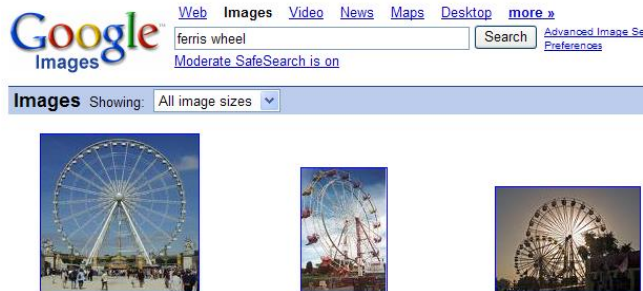 Web Images Video News Maps Desktop more »
Google
Images
ferris wheel
Search
Advanced Image Se
Preferences
Moderate SafeSearch is on
Images Showing: All image sizes